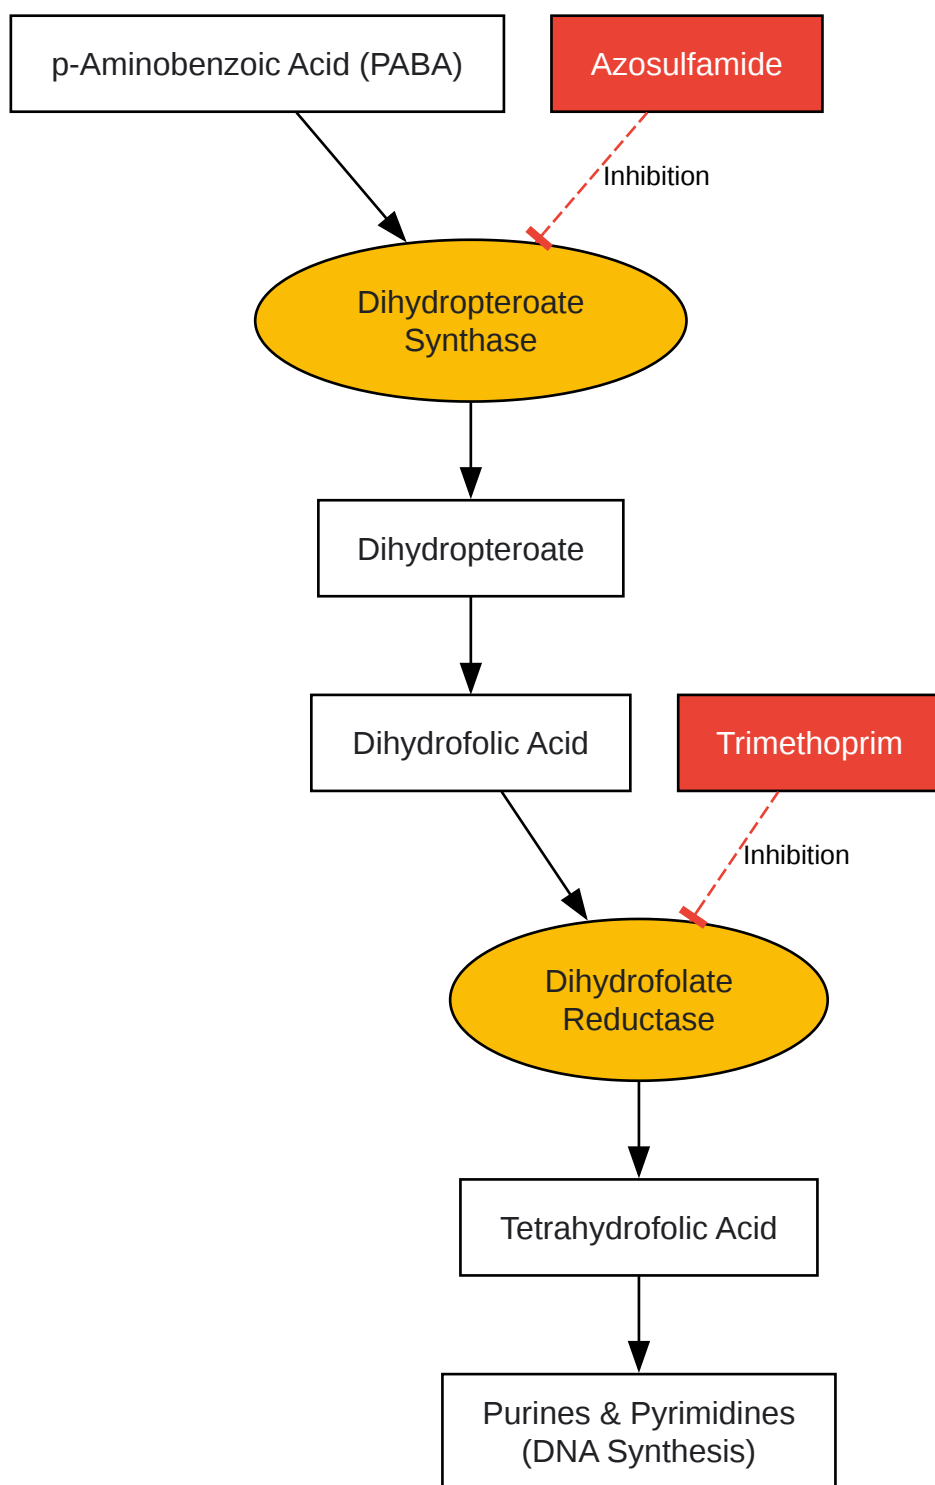 p-Aminobenzoic Acid (PABA)
Azosulfamide
Inhibition
Dihydropteroate
Synthase
Dihydropteroate
Dihydrofolic Acid
Trimethoprim
Inhibition
Dihydrofolate
Reductase
Tetrahydrofolic Acid
Purines & Pyrimidines
(DNA Synthesis)